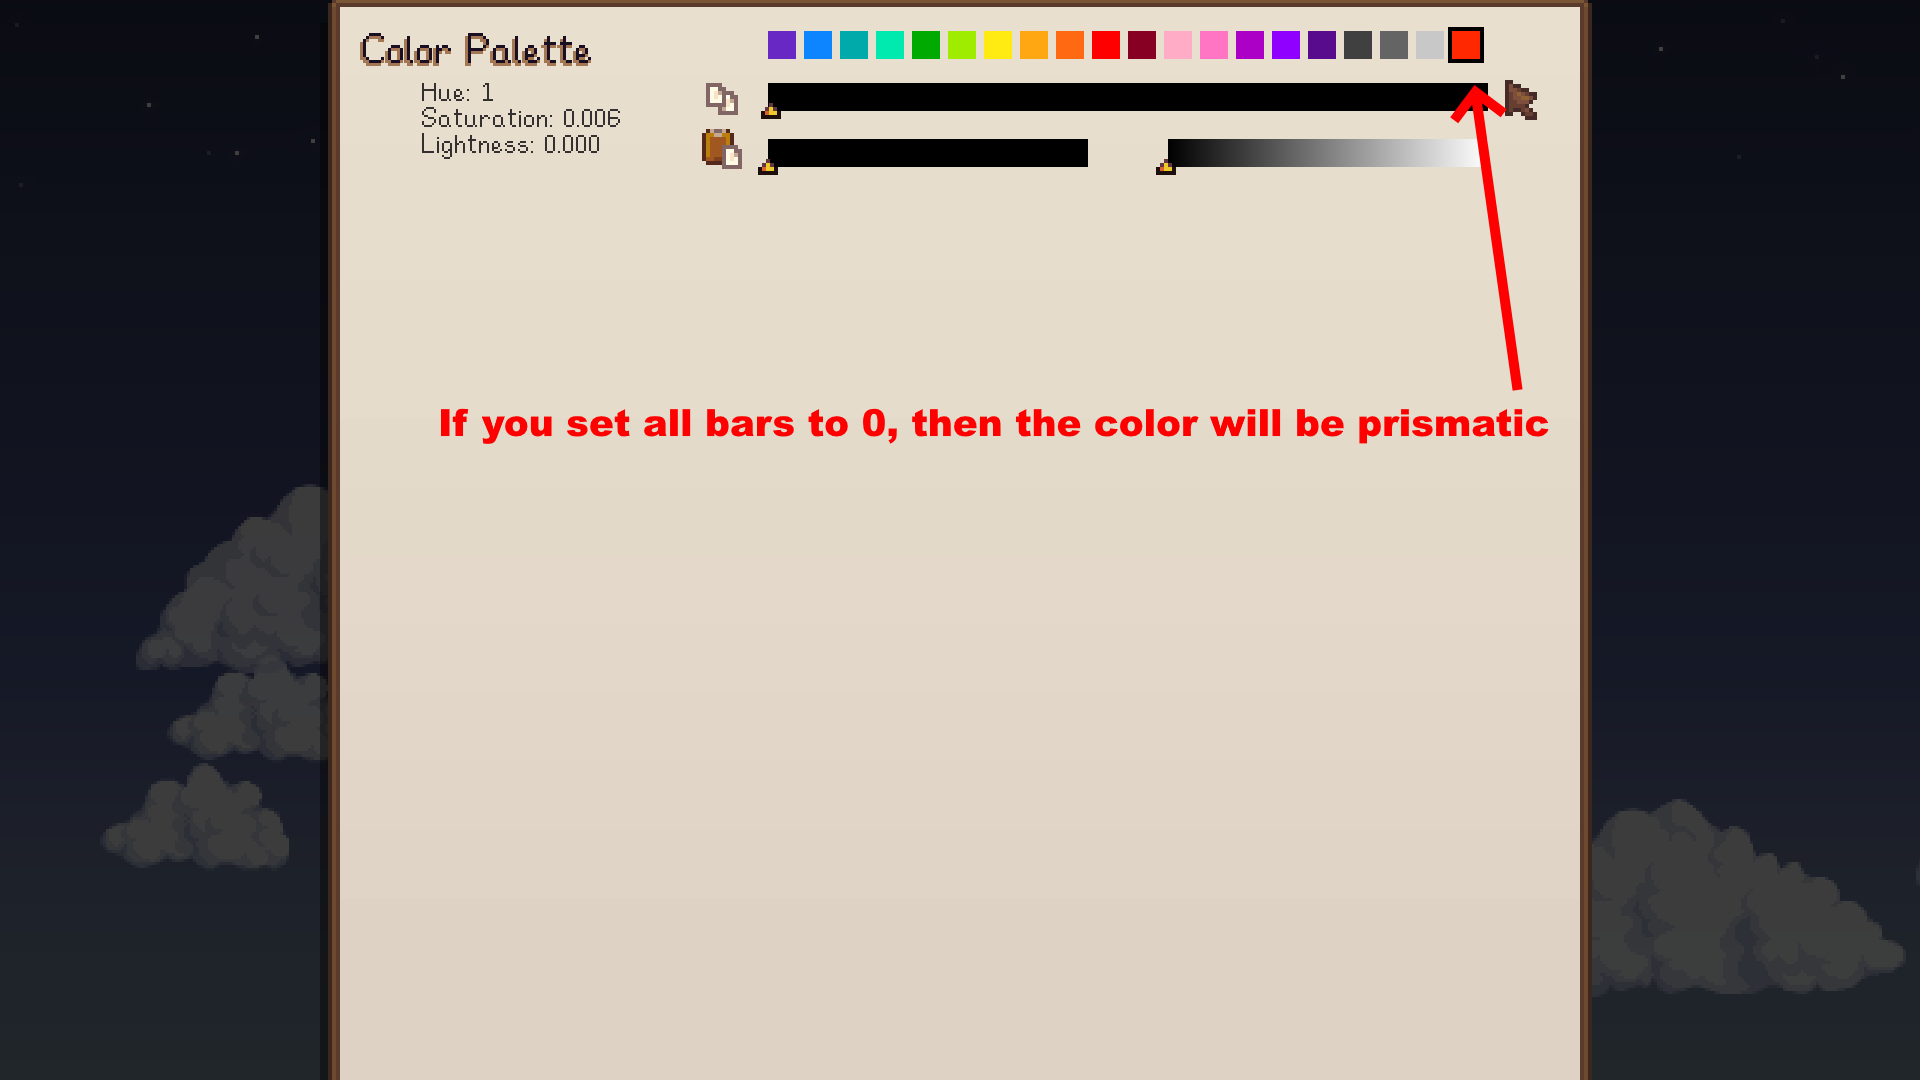 Color Palette
Hue: 1
Saturation: 0.006
Lightness: 0.000
If you set all bars to 0, then the color will be prismatic